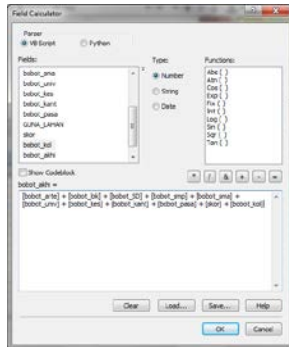 Field Calculator
Parser
VB Script
Python
Fields:
Type:
Functions:
bobot_sma
bobot_univ
bobot_kes
bobot_kant
bobot_pasa
GUNA_LAHAN
skor
bobot_kol
bobot_akhi
Number
String
Date
Abs ( )
Atn ( )
Cos ( )
Exp ( )
Fix ( )
Int ( )
Log ( )
Sin ( )
Sqr ( )
Tan ( )
Show Codeblock
* / & + - =
bobot_akhi =
[bobot_arte] + [bobot_lok] + [bobot_SD] + [bobot_smp] + [bobot_sma] +
[bobot_univ] + [bobot_kes] + [bobot_kant] + [bobot_pasa] + [skor] + [bobot_kol]
Clear
Load...
Save...
Help
OK
Cancel